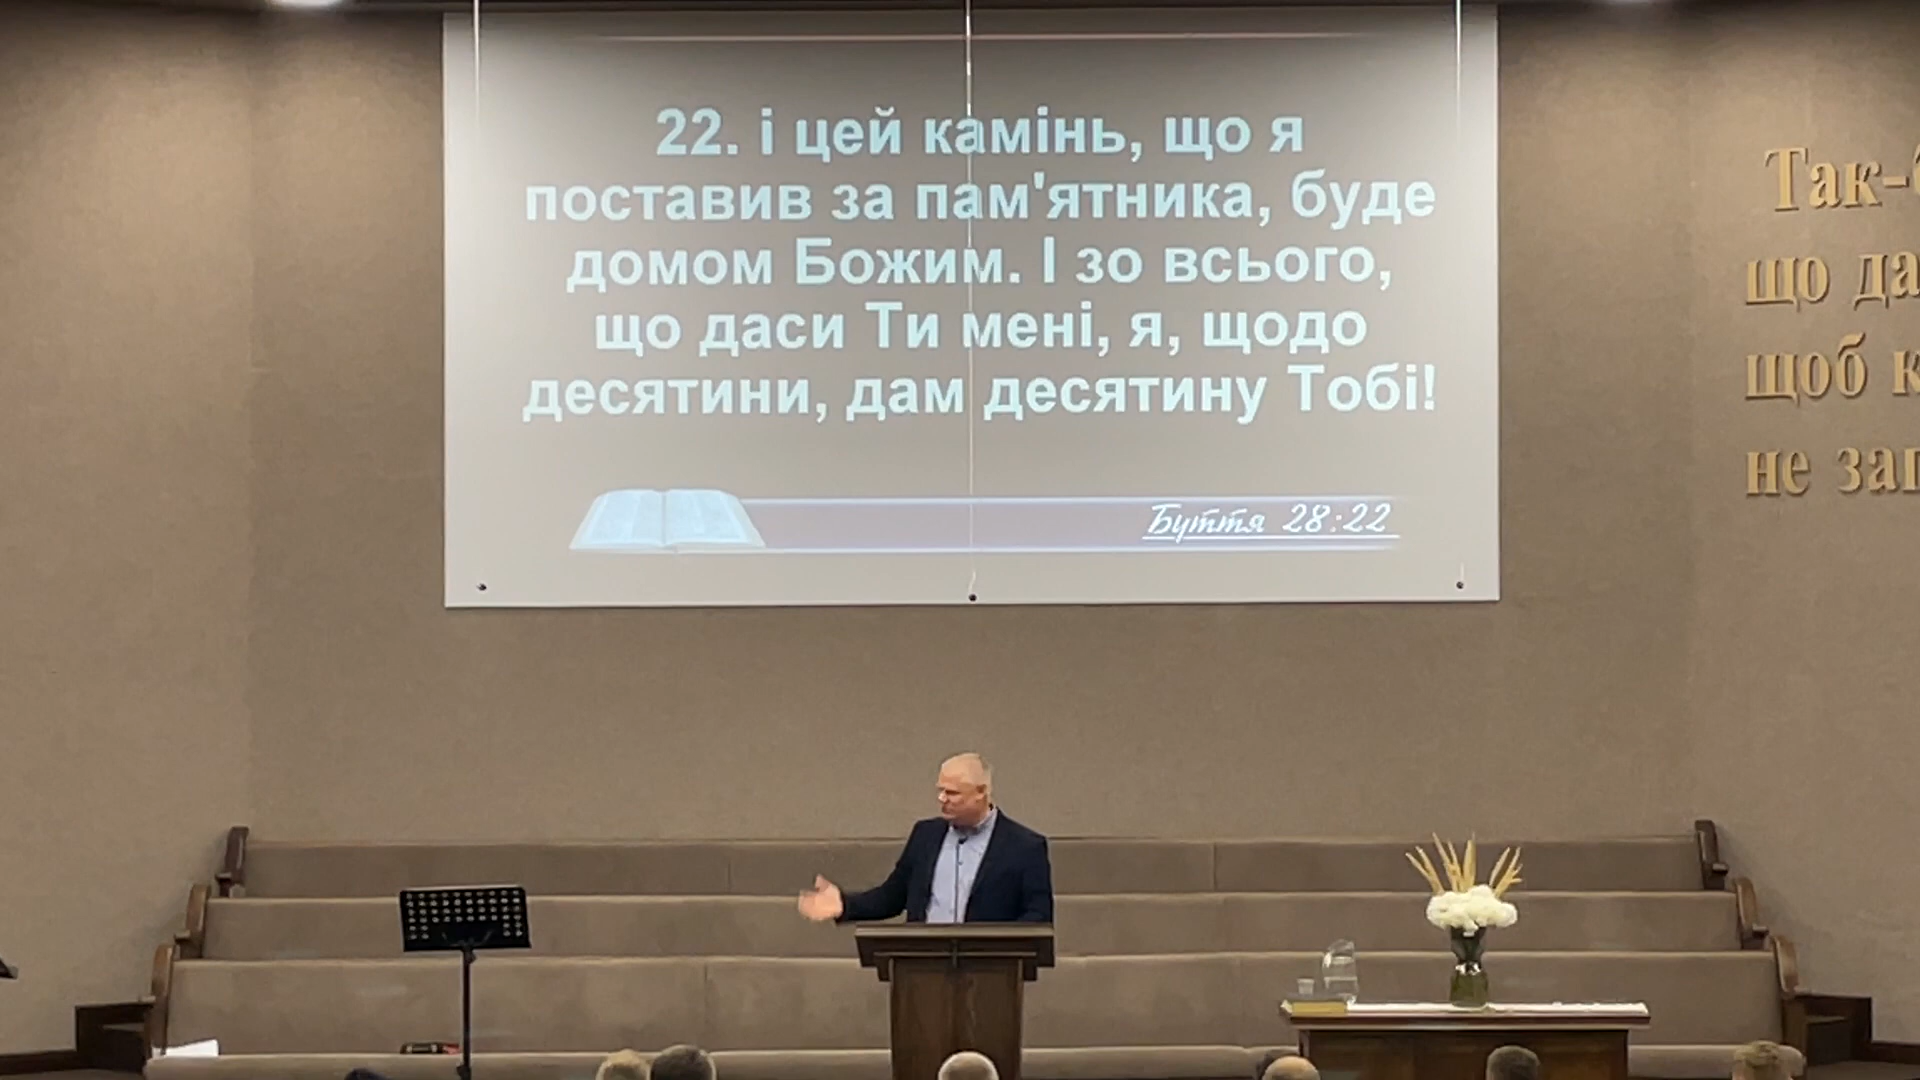 22. і цей камінь, що я
поставив за пам'ятника, буде
домом Божим. І зо всього,
що даси Ти мені, я, щодо
десятини, дам десятину Тобі!
Буття 28:22
Так-
що да
щоб к
не заг